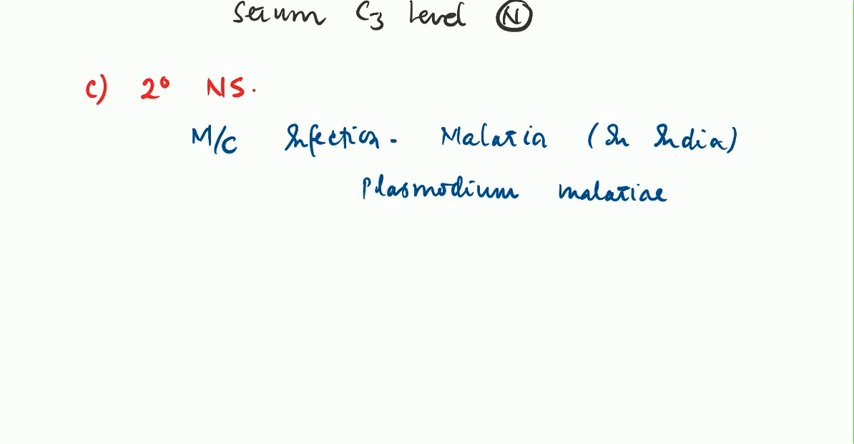 Serum C3 Level Ⓝ
c) 2° NS.
M/C Infection. Malaria (In India)
Plasmodium malariae